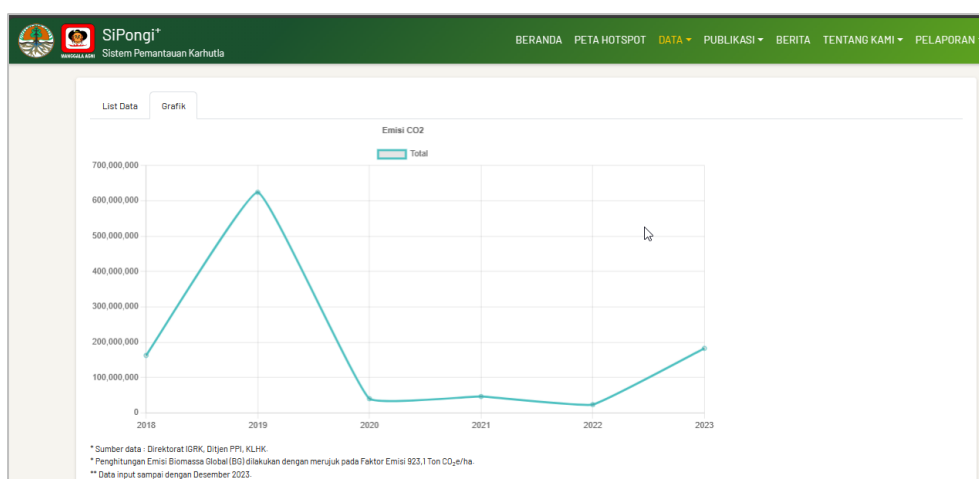 SiPongi⁺
Sistem Pemantauan Karhutla
MANGGALA AGNI
BERANDA PETA HOTSPOT DATA PUBLIKASI BERITA TENTANG KAMI PELAPORAN
List Data Grafik
Emisi CO2
Total
700,000,000
600,000,000
500,000,000
400,000,000
300,000,000
200,000,000
100,000,000
0
2018 2019 2020 2021 2022 2023
* Sumber data : Direktorat IGRK, Ditjen PPI, KLHK.
* Penghitungan Emisi Biomassa Global (BG) dilakukan dengan merujuk pada Faktor Emisi 923,1 Ton CO₂e/ha.
** Data input sampai dengan Desember 2023.